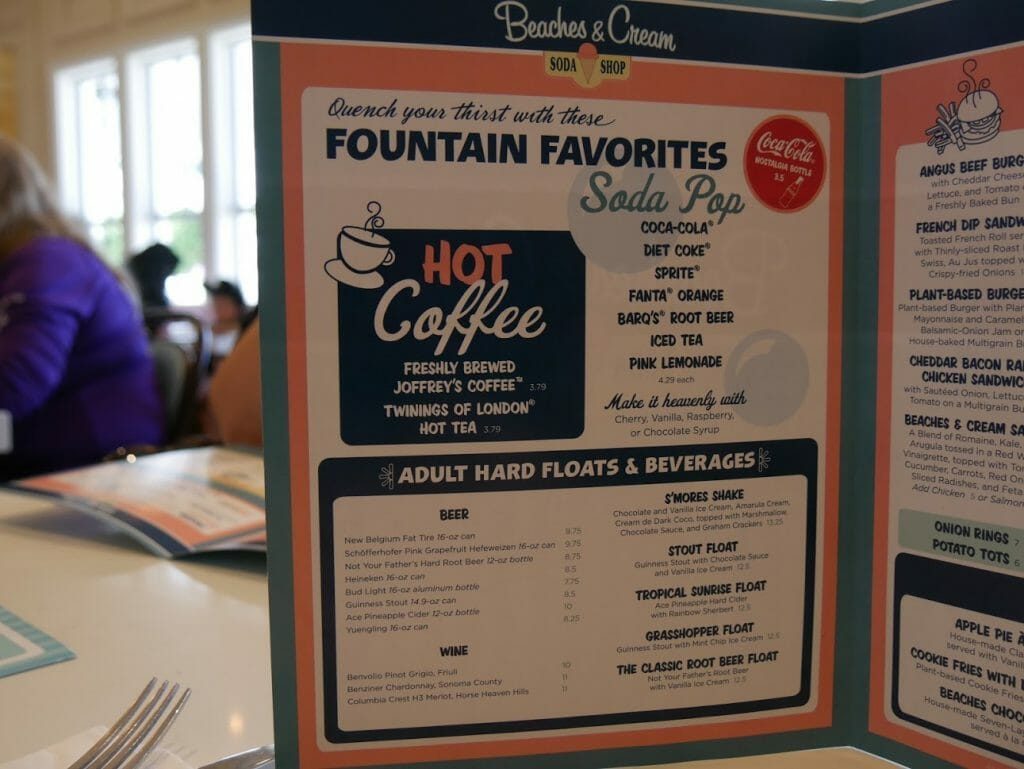 Beaches & Cream
SODA SHOP
Quench your thirst with these
FOUNTAIN FAVORITES
Coca-Cola
NOSTALGIA BOTTLE
3.5
Soda Pop
COCA-COLA®
DIET COKE®
SPRITE®
FANTA® ORANGE
BARQ'S® ROOT BEER
ICED TEA
PINK LEMONADE
4.29 each
Make it heavenly with
Cherry, Vanilla, Raspberry,
or Chocolate Syrup
HOT
Coffee
FRESHLY BREWED
JOFFREY'S COFFEE™ 3.79
TWININGS OF LONDON®
HOT TEA 3.79
ADULT HARD FLOATS & BEVERAGES
BEER
New Belgium Fat Tire 16-oz can 9.75
Schöfferhofer Pink Grapefruit Hefeweizen 16-oz can 9.75
Not Your Father's Hard Root Beer 12-oz bottle 8.75
Heineken 16-oz can 8.5
Bud Light 16-oz aluminum bottle 7.75
Guinness Stout 14.9-oz can 8.5
Ace Pineapple Cider 12-oz bottle 10
Yuengling 16-oz can 8.25
WINE
Benvolio Pinot Grigio, Friuli 10
Benziner Chardonnay, Sonoma County 11
Columbia Crest H3 Merlot, Horse Heaven Hills 11
S'MORES SHAKE
Chocolate and Vanilla Ice Cream, Amarula Cream,
Creme de Dark Coco, topped with Marshmallow,
Chocolate Sauce, and Graham Crackers 13.25
STOUT FLOAT
Guinness Stout with Chocolate Sauce
and Vanilla Ice Cream 12.5
TROPICAL SUNRISE FLOAT
Ace Pineapple Hard Cider
with Rainbow Sherbert 12.5
GRASSHOPPER FLOAT
Guinness Stout with Mint Chip Ice Cream 12.5
THE CLASSIC ROOT BEER FLOAT
Not Your Father's Root Beer
with Vanilla Ice Cream 12.5
ANGUS BEEF BURG
with Cheddar Cheese
Lettuce, and Tomato
a Freshly Baked Bun
FRENCH DIP SANDW
Toasted French Roll ser
with Thinly-sliced Roast
Swiss, Au Jus topped w
Crispy-fried Onions
PLANT-BASED BURGE
Plant-based Burger with Plan
Mayonnaise and Caramel
Balsamic-Onion Jam o
House-baked Multigrain Bu
CHEDDAR BACON RA
CHICKEN SANDWIC
with Sautéed Onion, Lettuc
Tomato on a Multigrain Bu
BEACHES & CREAM SA
A Blend of Romaine, Kale,
Arugula tossed in a Red W
Vinaigrette, topped with To
Cucumber, Carrots, Red On
Sliced Radishes, and Feta
Add Chicken 5 or Salmon
ONION RINGS 7
POTATO TOTS 6
APPLE PIE À
House-made Cla
served with Vanil
COOKIE FRIES WITH
Plant-based Cookie Fries
BEACHES CHOC
House-made Seven-La
served à la